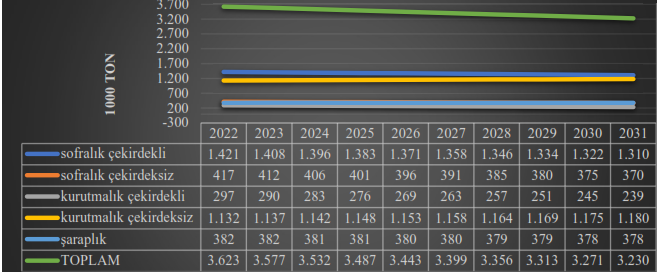 3.700
3.200
2.700
2.200
1.700
1.200
700
200
-300
1000 TON
2022 2023 2024 2025 2026 2027 2028 2029 2030 2031
sofralık çekirdekli 1.421 1.408 1.396 1.383 1.371 1.358 1.346 1.334 1.322 1.310
sofralık çekirdeksiz 417 412 406 401 396 391 385 380 375 370
kurutmalık çekirdekli 297 290 283 276 269 263 257 251 245 239
kurutmalık çekirdeksiz 1.132 1.137 1.142 1.148 1.153 1.158 1.164 1.169 1.175 1.180
şaraplık 382 382 381 381 380 380 379 379 378 378
TOPLAM 3.623 3.577 3.532 3.487 3.443 3.399 3.356 3.313 3.271 3.230